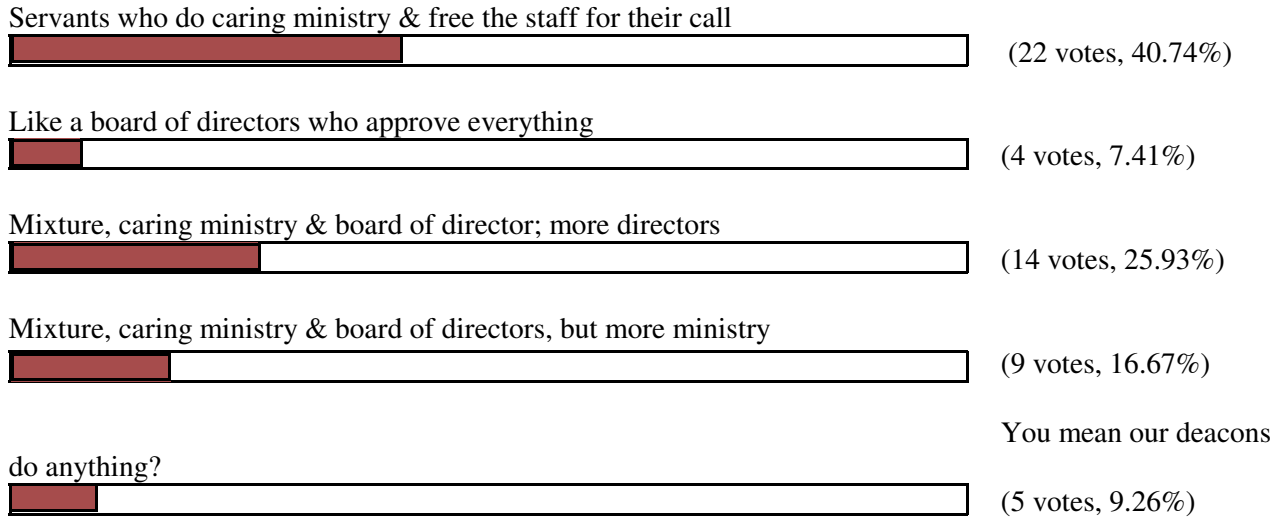 Servants who do caring ministry & free the staff for their call
(22 votes, 40.74%)
Like a board of directors who approve everything
(4 votes, 7.41%)
Mixture, caring ministry & board of director; more directors
(14 votes, 25.93%)
Mixture, caring ministry & board of directors, but more ministry
(9 votes, 16.67%)
You mean our deacons
do anything?
(5 votes, 9.26%)